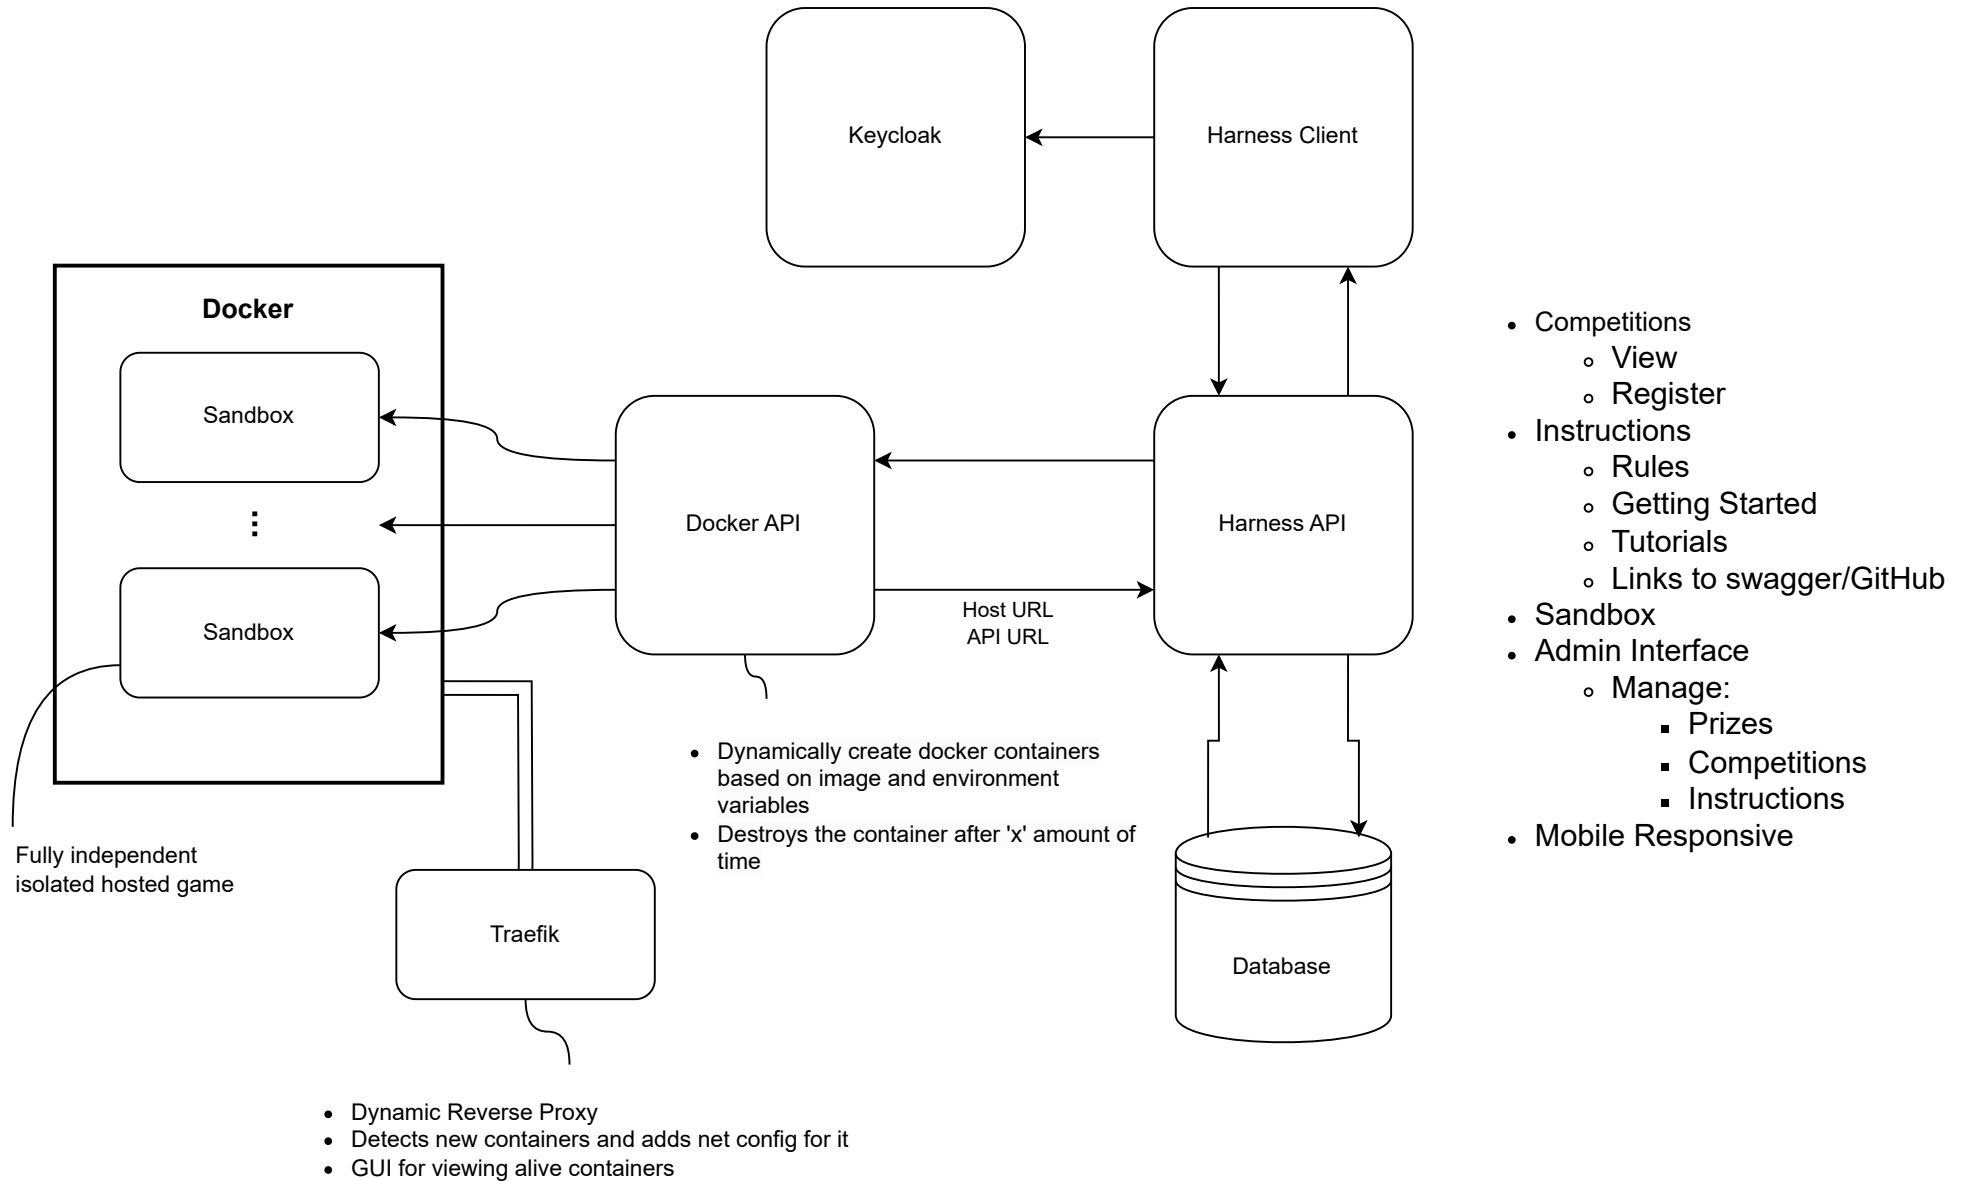 Keycloak
Harness Client
Docker
Sandbox
⋮
Sandbox
Docker API
Harness API
Host URL
API URL
• Competitions
◦ View
◦ Register
• Instructions
◦ Rules
◦ Getting Started
◦ Tutorials
◦ Links to swagger/GitHub
• Sandbox
• Admin Interface
◦ Manage:
▪ Prizes
▪ Competitions
▪ Instructions
• Mobile Responsive
• Dynamically create docker containers
based on image and environment
variables
• Destroys the container after 'x' amount of
time
Fully independent
isolated hosted game
Traefik
Database
• Dynamic Reverse Proxy
• Detects new containers and adds net config for it
• GUI for viewing alive containers